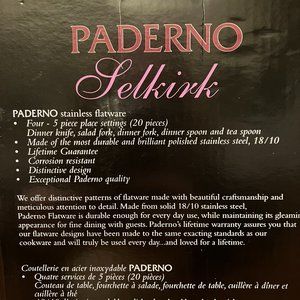 PADERNO
Selkirk
PADERNO stainless flatware
• Four - 5 piece place settings (20 pieces)
Dinner knife, salad fork, dinner fork, dinner spoon and tea spoon
• Made of the most durable and brilliant polished stainless steel, 18/10
• Lifetime Guarantee
• Corrosion resistant
• Distinctive design
• Exceptional Paderno quality
We offer distinctive patterns of flatware made with beautiful craftsmanship and
meticulous attention to detail. Made from solid 18/10 stainless steel,
Paderno Flatware is durable enough for every day use, while maintaining its gleaming
appearance for fine dining with guests. Paderno's lifetime warranty assures you that
our flatware designs have been made to the same exacting standards as our
cookware and will truly be used every day...and loved for a lifetime.
Coutellerie en acier inoxydable PADERNO
• Quatre services de 5 pièces (20 pièces)
Couteau de table, fourchette à salade, fourchette de table, cuillère à dîner et
cuillère à thé